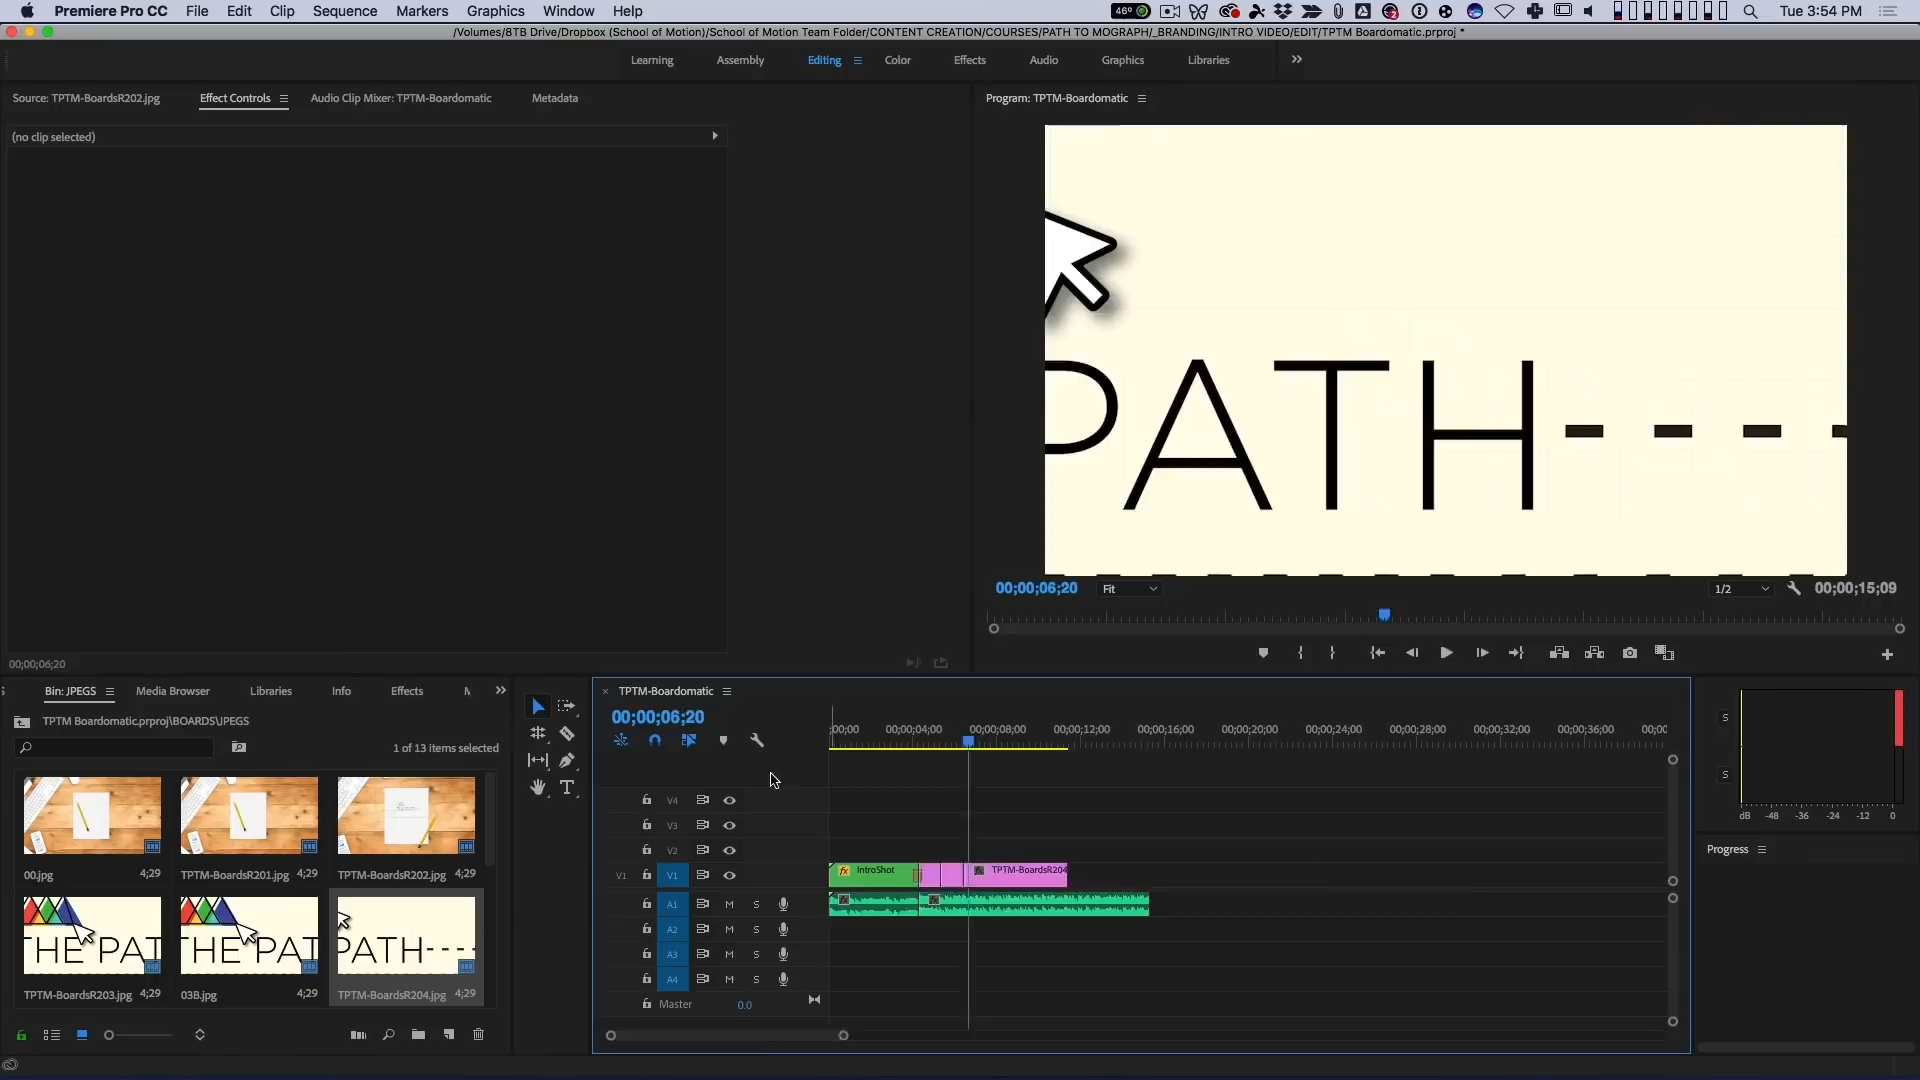 Premiere Pro CC File Edit Clip Sequence Markers Graphics Window Help 46° 2 Tue 3:54 PM
/Volumes/8TB Drive/Dropbox (School of Motion)/School of Motion Team Folder/CONTENT CREATION/COURSES/PATH TO MOGRAPH/_BRANDING/INTRO VIDEO/EDIT/TPTM Boardomatic.prproj *
Learning Assembly Editing Color Effects Audio Graphics Libraries
Source: TPTM-BoardsR202.jpg Effect Controls Audio Clip Mixer: TPTM-Boardomatic Metadata
Program: TPTM-Boardomatic
(no clip selected)
PATH----
00;00;06;20 Fit 1/2 00;00;15;09
00;00;06;20
Bin: JPEGS Media Browser Libraries Info Effects
TPTM Boardomatic.prproj\BOARDS\JPEGS
1 of 13 items selected
00.jpg 4;29 TPTM-BoardsR201.jpg 4;29 TPTM-BoardsR202.jpg 4;29
THE PAT THE PAT PATH----
TPTM-BoardsR203.jpg 4;29 03B.jpg 4;29 TPTM-BoardsR204.jpg 4;29
TPTM-Boardomatic
00;00;06;20
;00;00 00;00;04;00 00;00;08;00 00;00;12;00 00;00;16;00 00;00;20;00 00;00;24;00 00;00;28;00 00;00;32;00 00;00;36;00 00;0
V4
V3
V2
V1 V1 fx IntroShot TPTM-BoardsR204
A1 M S fx fx
A2 M S
A3 M S
A4 M S
Master 0.0
S
S
dB -48 -36 -24 -12 0
Progress